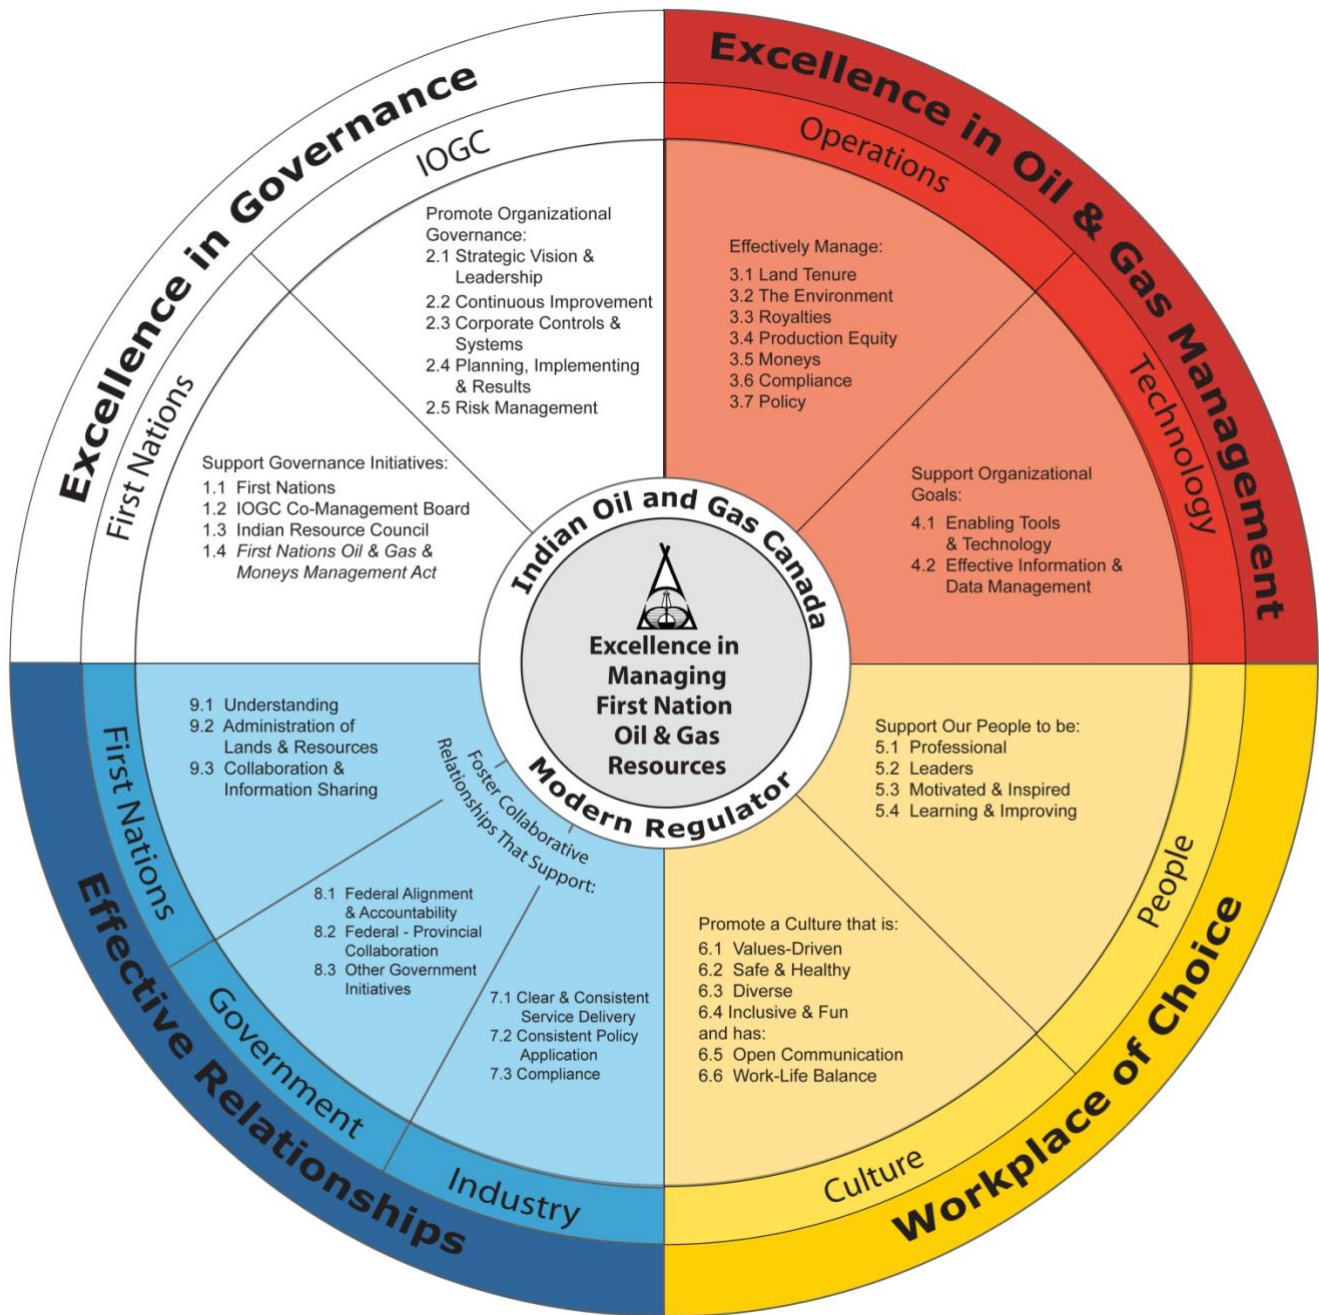 Excellence in Governance
IOGC
Promote Organizational
Governance:
2.1 Strategic Vision &
Leadership
2.2 Continuous Improvement
2.3 Corporate Controls &
Systems
2.4 Planning, Implementing
& Results
2.5 Risk Management
First Nations
Support Governance Initiatives:
1.1 First Nations
1.2 IOGC Co-Management Board
1.3 Indian Resource Council
1.4 First Nations Oil & Gas &
Moneys Management Act
Excellence in Oil & Gas Management
Operations
Effectively Manage:
3.1 Land Tenure
3.2 The Environment
3.3 Royalties
3.4 Production Equity
3.5 Moneys
3.6 Compliance
3.7 Policy
Technology
Support Organizational
Goals:
4.1 Enabling Tools
& Technology
4.2 Effective Information &
Data Management
Indian Oil and Gas Canada
Excellence in
Managing
First Nation
Oil & Gas
Resources
Modern Regulator
Workplace of Choice
People
Support Our People to be:
5.1 Professional
5.2 Leaders
5.3 Motivated & Inspired
5.4 Learning & Improving
Culture
Promote a Culture that is:
6.1 Values-Driven
6.2 Safe & Healthy
6.3 Diverse
6.4 Inclusive & Fun
and has:
6.5 Open Communication
6.6 Work-Life Balance
Effective Relationships
Foster Collaborative
Relationships That Support:
Industry
7.1 Clear & Consistent
Service Delivery
7.2 Consistent Policy
Application
7.3 Compliance
Government
8.1 Federal Alignment
& Accountability
8.2 Federal - Provincial
Collaboration
8.3 Other Government
Initiatives
First Nations
9.1 Understanding
9.2 Administration of
Lands & Resources
9.3 Collaboration &
Information Sharing